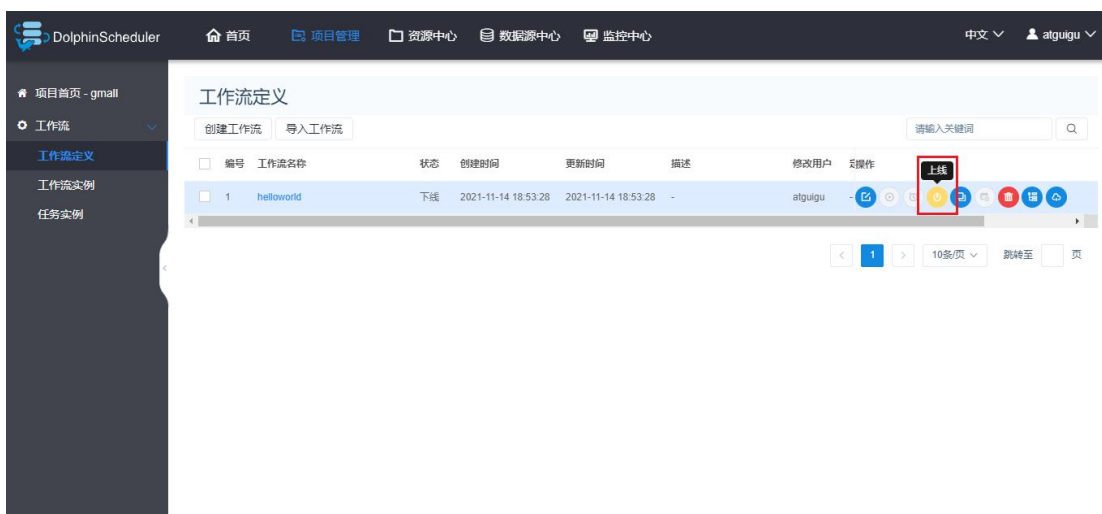 DolphinScheduler 首页 项目管理 资源中心 数据源中心 监控中心 中文 atguigu
项目首页 - gmall
工作流
工作流定义
工作流实例
任务实例
工作流定义
创建工作流 导入工作流 请输入关键词
编号 工作流名称 状态 创建时间 更新时间 描述 修改用户 操作
上线
1 helloworld 下线 2021-11-14 18:53:28 2021-11-14 18:53:28 - atguigu -
1 10条/页 跳转至 页